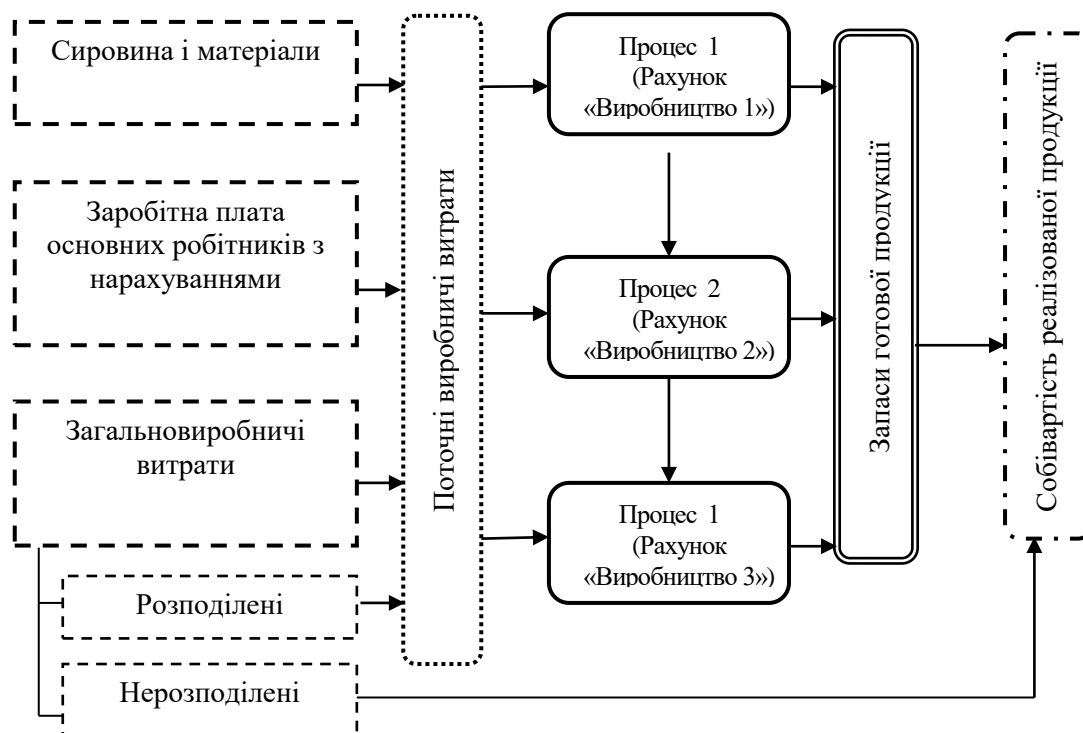 Сировина і матеріали
Заробітна плата
основних робітників з
нарахуваннями
Загальновиробничі
витрати
Розподілені
Нерозподілені
Поточні виробничі витрати
Процес 1
(Рахунок
«Виробництво 1»)
Процес 2
(Рахунок
«Виробництво 2»)
Процес 1
(Рахунок
«Виробництво 3»)
Запаси готової продукції
Собівартість реалізованої продукції